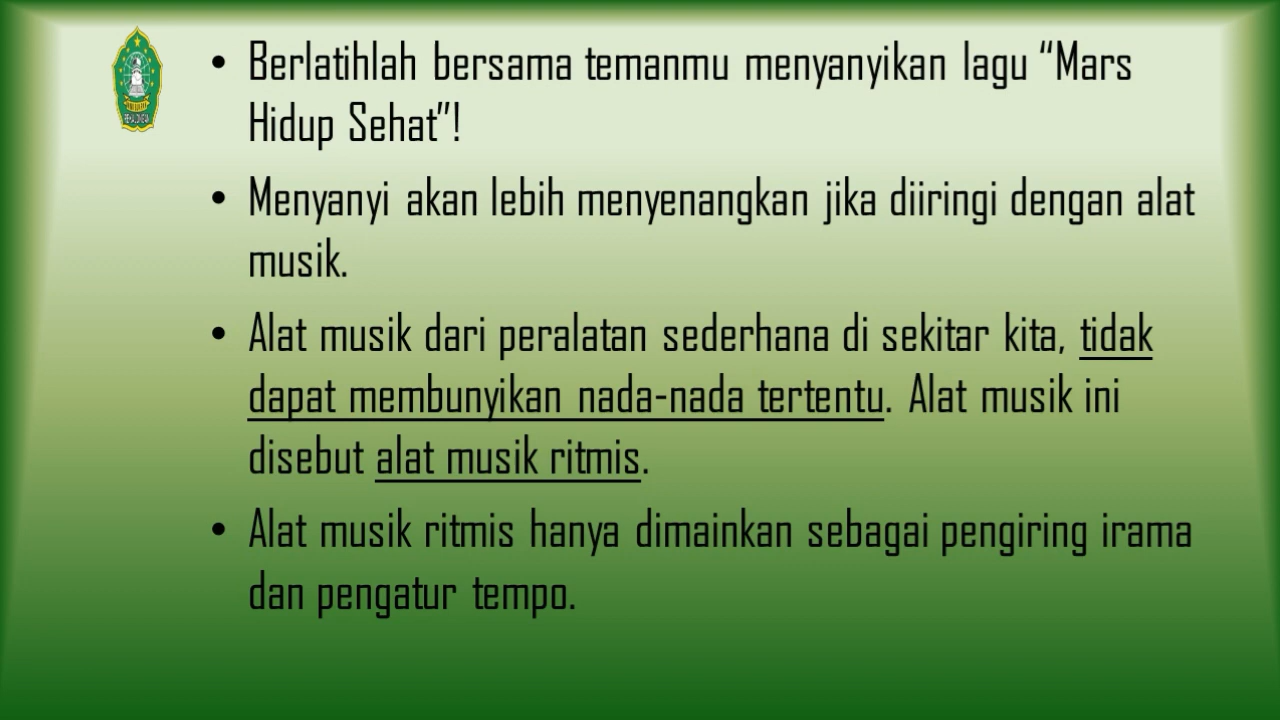 • Berlatihlah bersama temanmu menyanyikan lagu “Mars
Hidup Sehat”!
• Menyanyi akan lebih menyenangkan jika diiringi dengan alat
musik.
• Alat musik dari peralatan sederhana di sekitar kita, tidak
dapat membunyikan nada-nada tertentu. Alat musik ini
disebut alat musik ritmis.
• Alat musik ritmis hanya dimainkan sebagai pengiring irama
dan pengatur tempo.